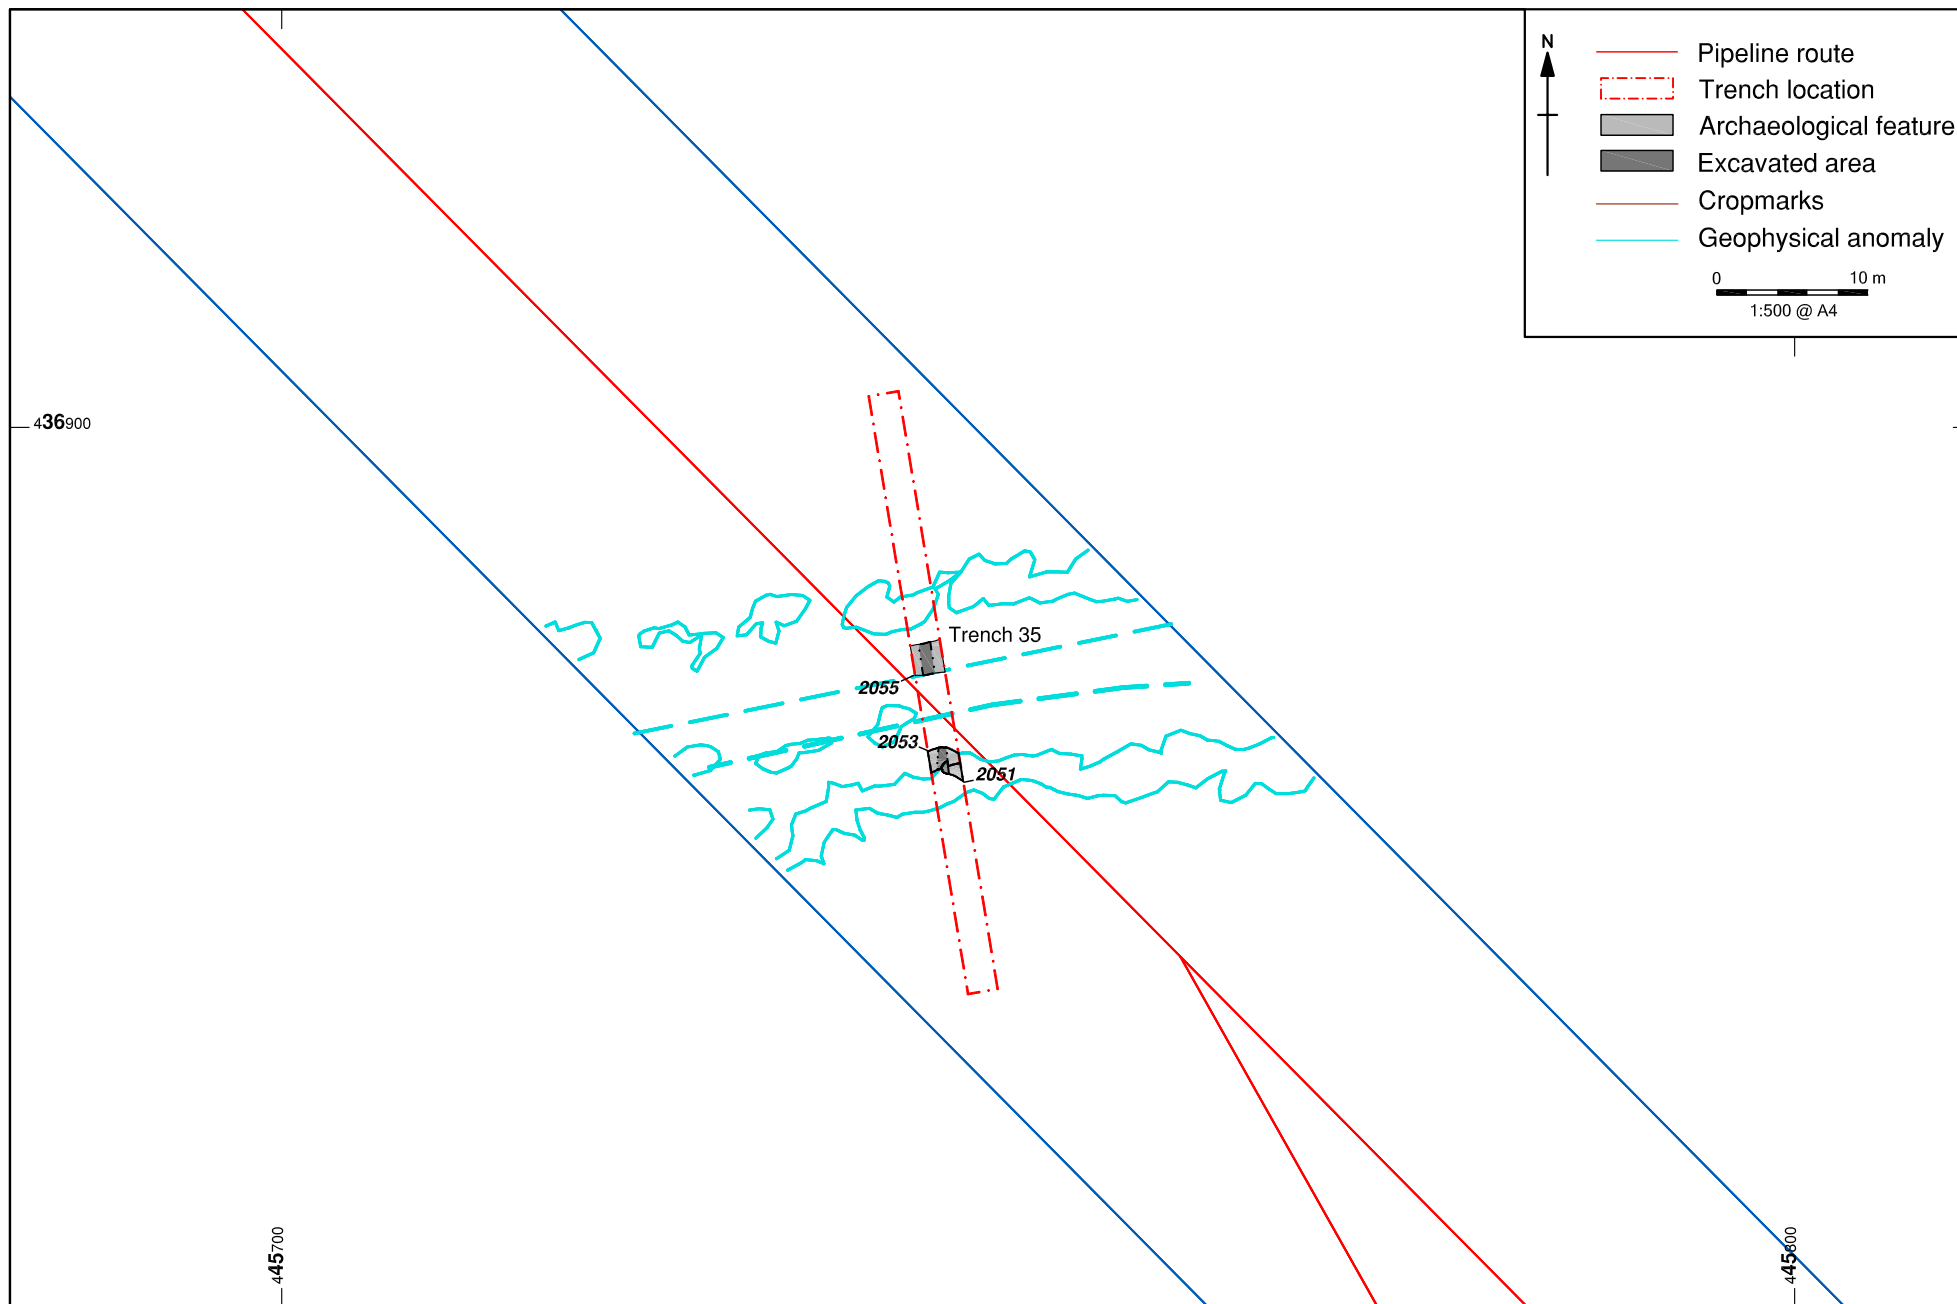 N
Pipeline route
Trench location
Archaeological feature
Excavated area
Cropmarks
Geophysical anomaly
0 10 m
1:500 @ A4
436900
Trench 35
2055
2053
2051
445700
445800